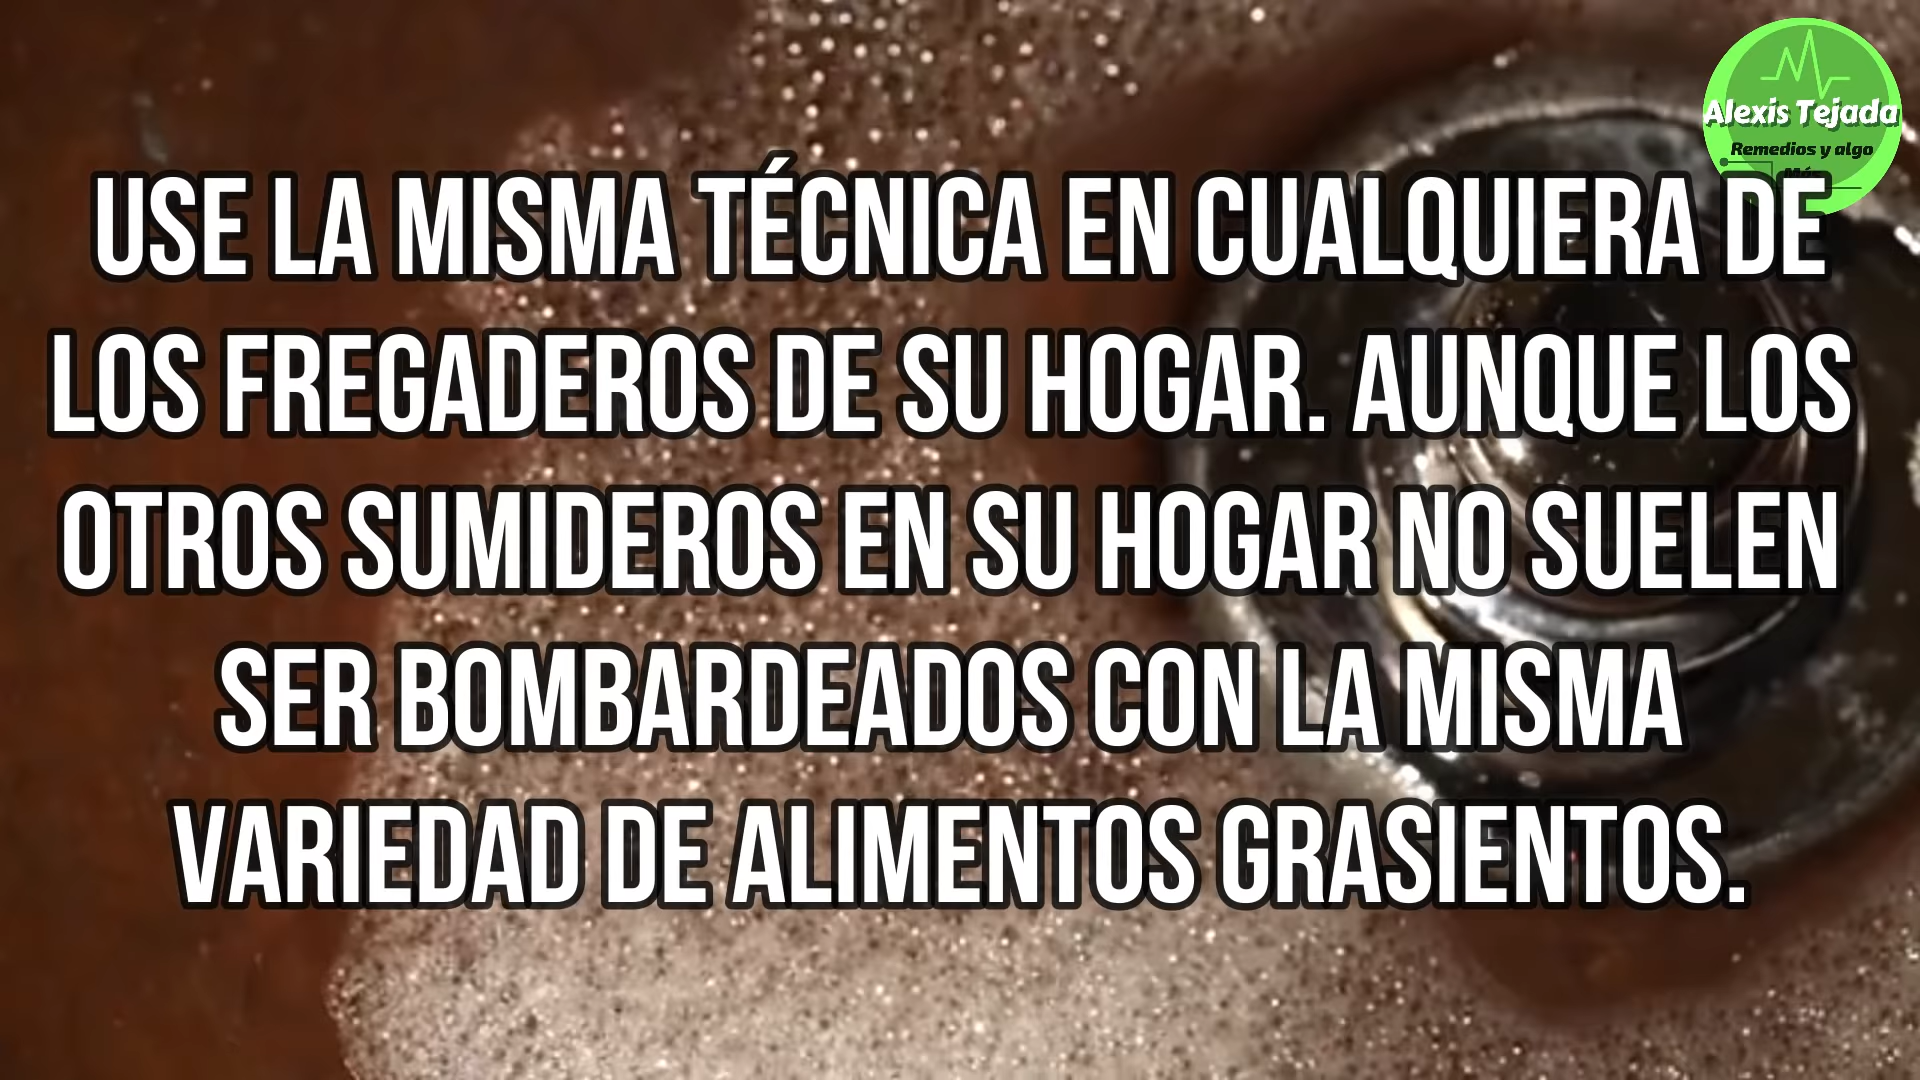 Alexis Tejada
Remedios y algo
Más
USE LA MISMA TÉCNICA EN CUALQUIERA DE
LOS FREGADEROS DE SU HOGAR. AUNQUE LOS
OTROS SUMIDEROS EN SU HOGAR NO SUELEN
SER BOMBARDEADOS CON LA MISMA
VARIEDAD DE ALIMENTOS GRASIENTOS.